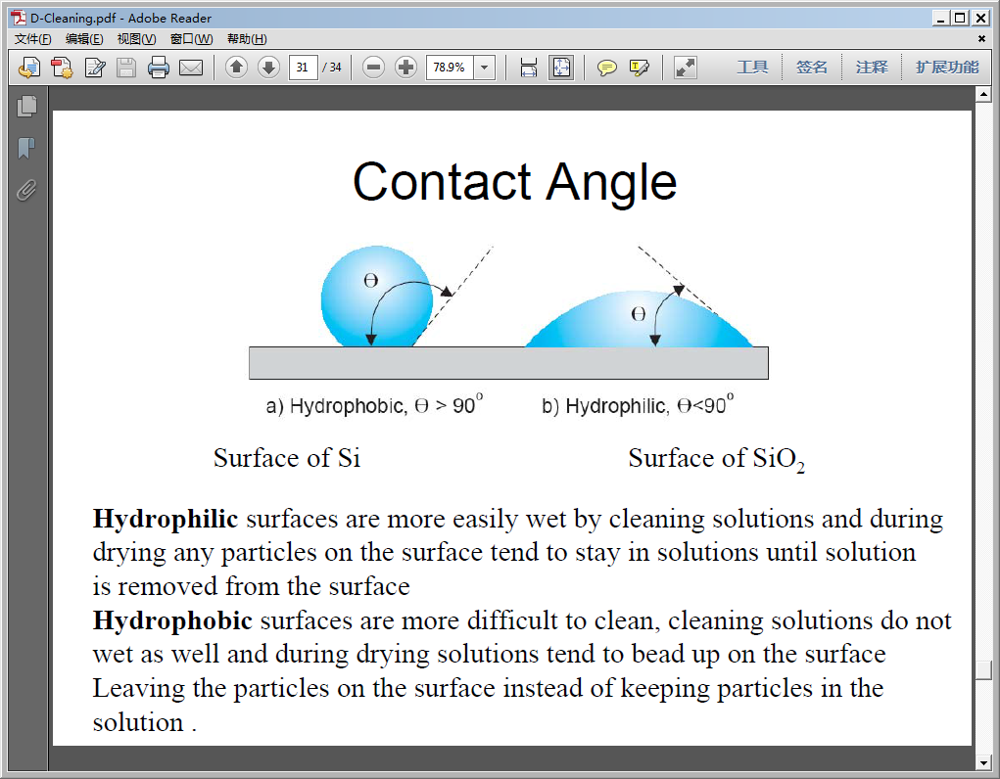 D-Cleaning.pdf - Adobe Reader
文件(F) 编辑(E) 视图(V) 窗口(W) 帮助(H)
31 / 34 78.9% T 工具 签名 注释 扩展功能
Contact Angle
Θ Θ
a) Hydrophobic, Θ > 90° b) Hydrophilic, Θ<90°
Surface of Si Surface of SiO₂
Hydrophilic surfaces are more easily wet by cleaning solutions and during
drying any particles on the surface tend to stay in solutions until solution
is removed from the surface
Hydrophobic surfaces are more difficult to clean, cleaning solutions do not
wet as well and during drying solutions tend to bead up on the surface
Leaving the particles on the surface instead of keeping particles in the
solution .